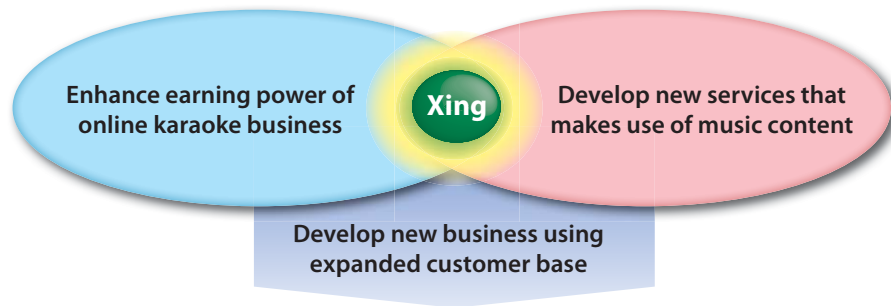 Enhance earning power of
online karaoke business
Xing
Develop new services that
makes use of music content
Develop new business using
expanded customer base